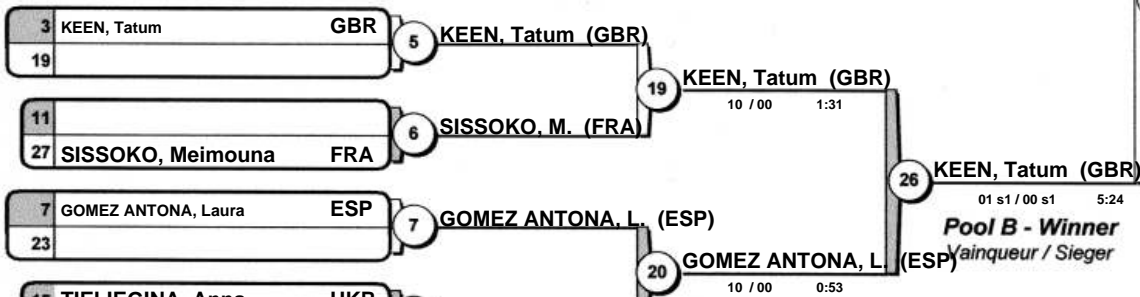 3 KEEN, Tatum GBR
19
5 KEEN, Tatum (GBR)
19 KEEN, Tatum (GBR)
10 / 00 1:31
11
27 SISSOKO, Meimouna FRA
6 SISSOKO, M. (FRA)
26 KEEN, Tatum (GBR)
01 s1 / 00 s1 5:24
Pool B - Winner
Vainqueur / Sieger
7 GOMEZ ANTONA, Laura ESP
23
7 GOMEZ ANTONA, L. (ESP)
20 GOMEZ ANTONA, L. (ESP)
10 / 00 0:53